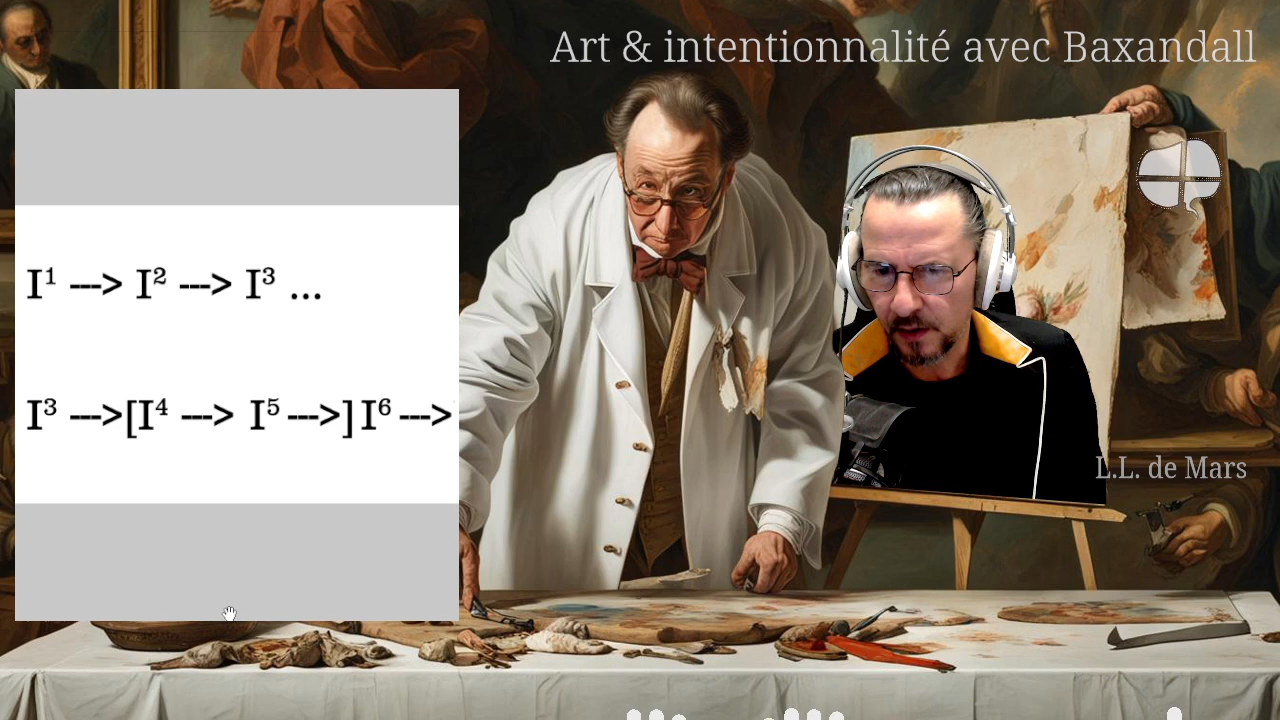 Art & intentionnalité avec Baxandall
I¹ ---> I² ---> I³ ...
I³ --->[I⁴ ---> I⁵ --->] I⁶ --->
L.L. de Mars